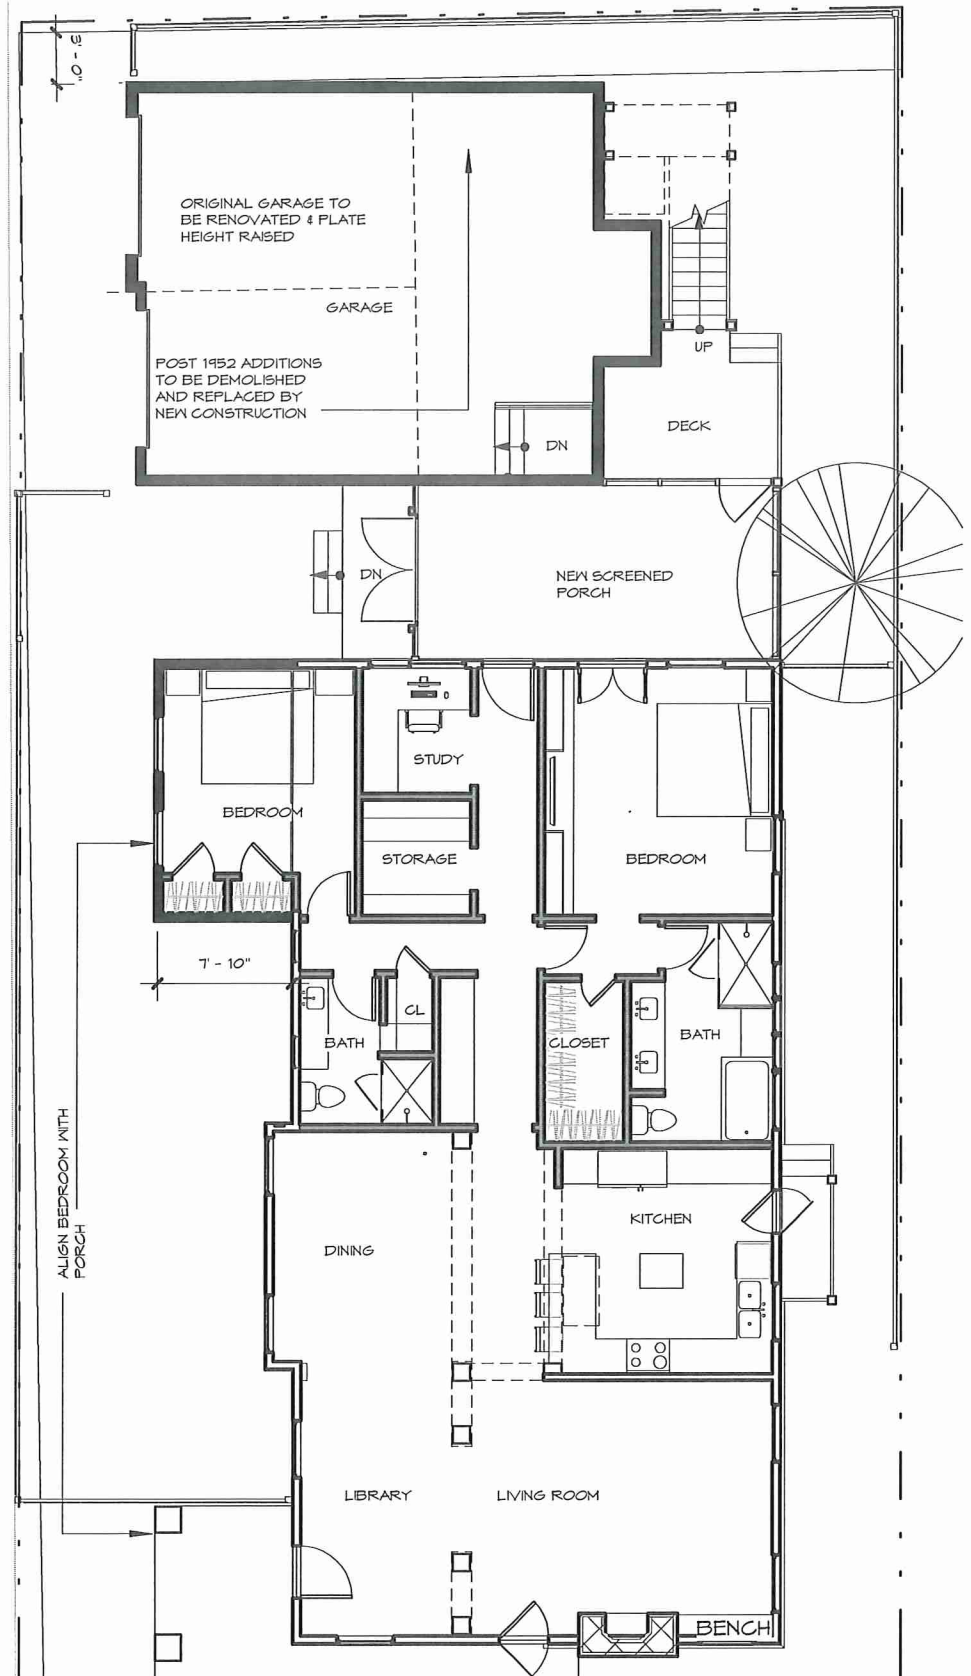 3' - 0"
ORIGINAL GARAGE TO
BE RENOVATED & PLATE
HEIGHT RAISED
GARAGE
POST 1952 ADDITIONS
TO BE DEMOLISHED
AND REPLACED BY
NEW CONSTRUCTION
UP
DECK
DN
DN
NEW SCREENED
PORCH
STUDY
BEDROOM
STORAGE
BEDROOM
7' - 10"
CL
BATH
CLOSET
BATH
ALIGN BEDROOM WITH
PORCH
KITCHEN
DINING
LIBRARY
LIVING ROOM
BENCH